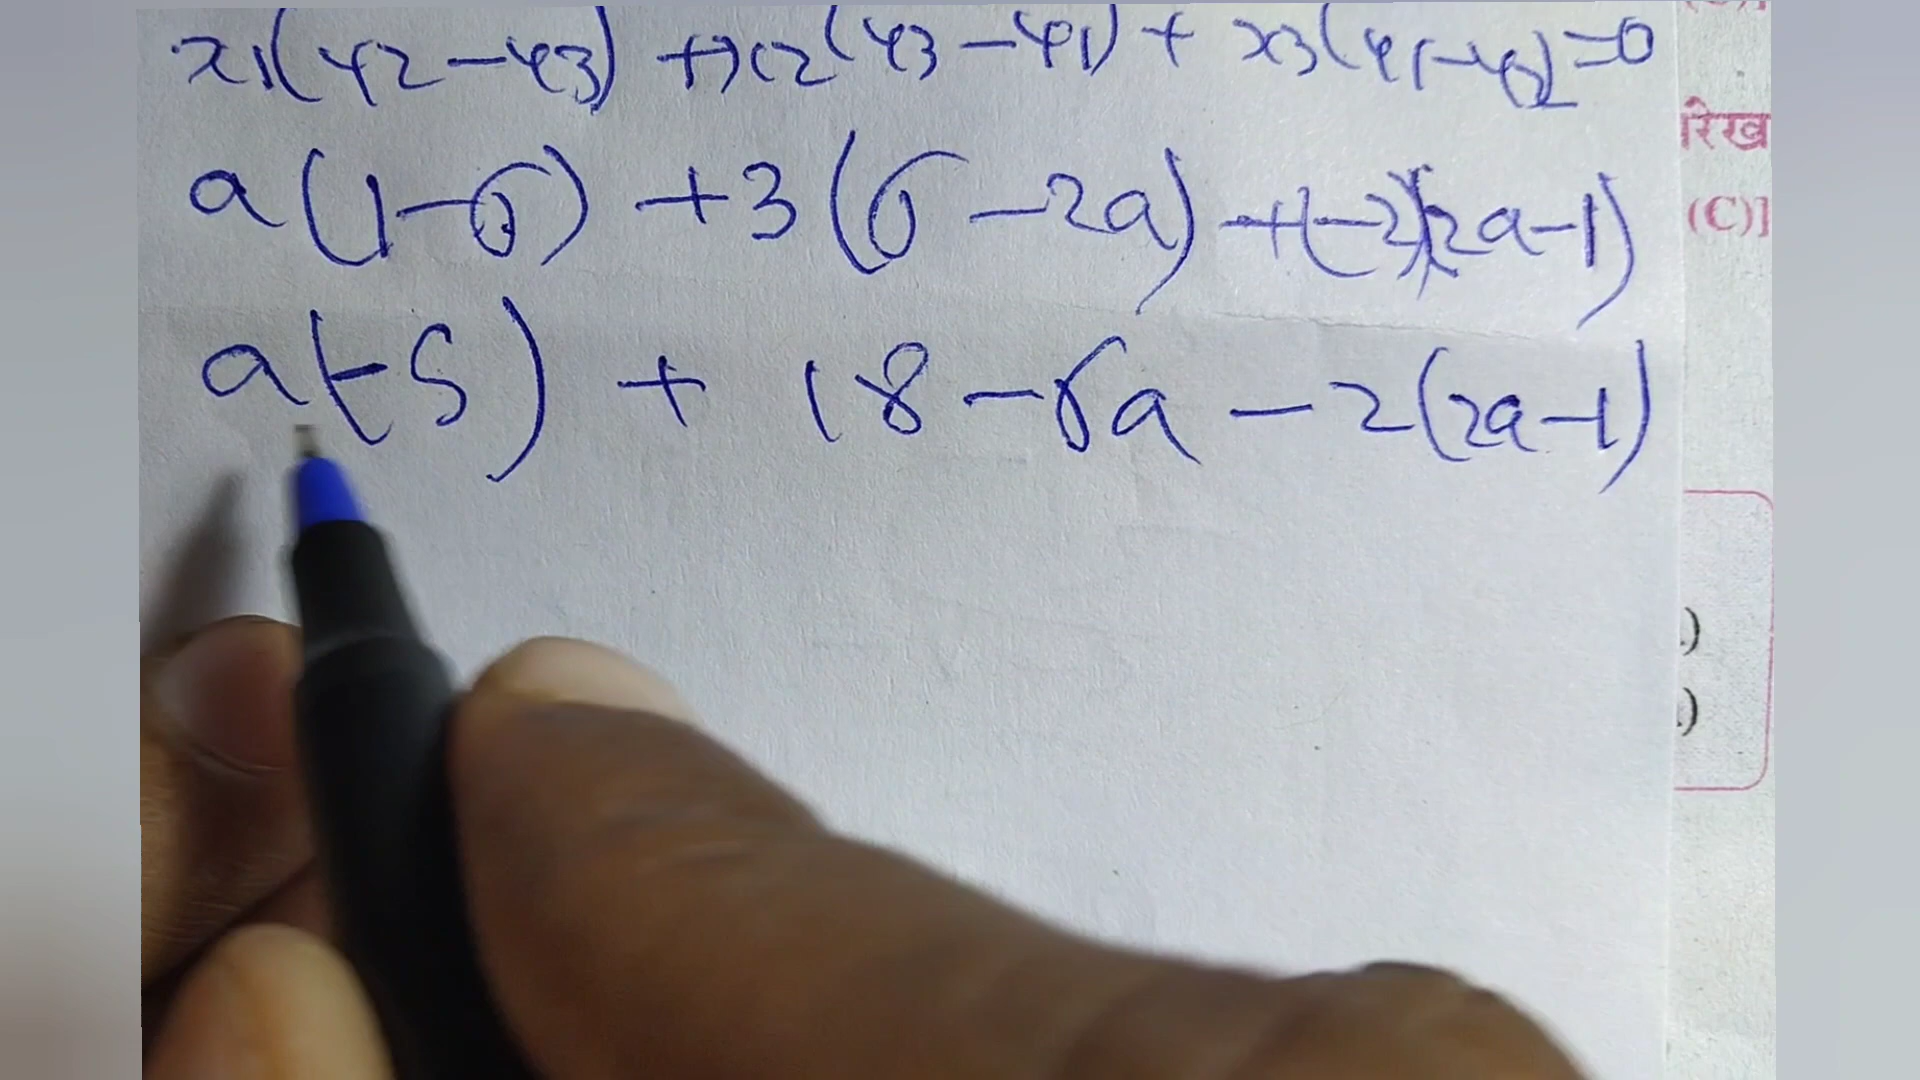 x1(y2-y3) +x2(y3-y1) + x3(y1-y2)=0
a(1-6) +3(6-2a) +(-2)(2a-1)
a(-5) + 18-6a-2(2a-1)
रेख
(C)]
.)
.)